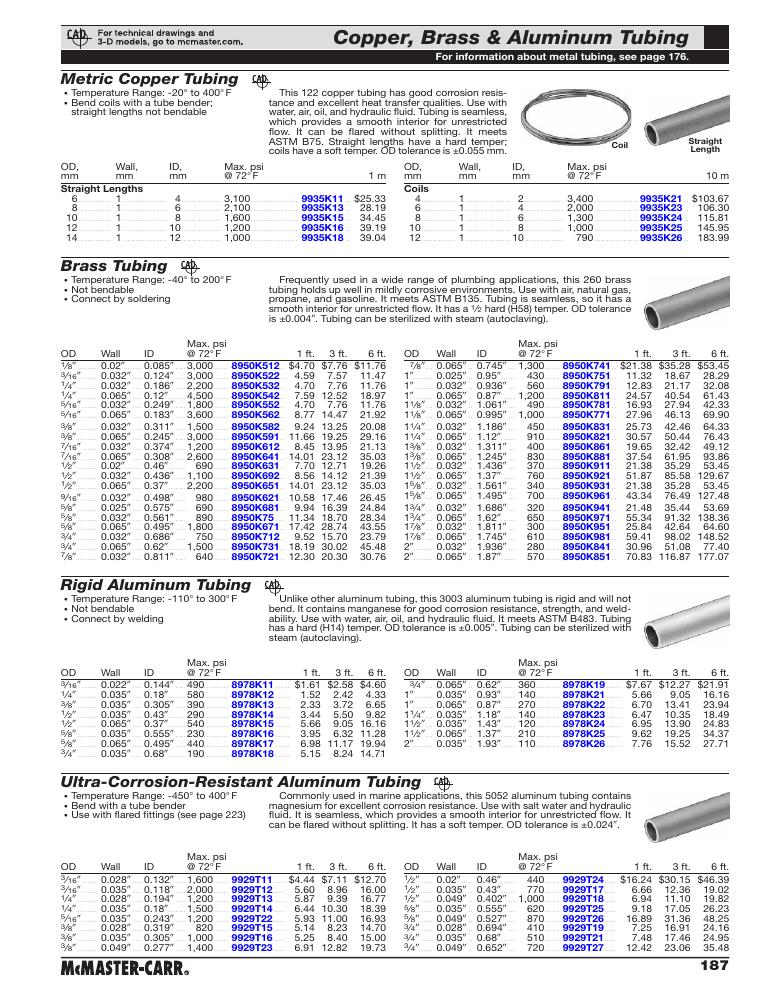 For technical drawings and
3-D models, go to mcmaster.com.
Copper, Brass & Aluminum Tubing
For information about metal tubing, see page 176.
Metric Copper Tubing
• Temperature Range: -20° to 400°F
• Bend coils with a tube bender;
straight lengths not bendable
This 122 copper tubing has good corrosion resis-
tance and excellent heat transfer qualities. Use with
water, air, oil, and hydraulic fluid. Tubing is seamless,
which provides a smooth interior for unrestricted
flow. It can be flared without splitting. It meets
ASTM B75. Straight lengths have a hard temper;
coils have a soft temper. OD tolerance is ±0.055 mm.
Coil
Straight
Length
OD, mm Wall, mm ID, mm Max. psi @ 72°F 1 m
Straight Lengths
6 1 4 3,100 9935K11 $25.33
8 1 6 2,100 9935K13 28.19
10 1 8 1,600 9935K15 34.45
12 1 10 1,200 9935K16 39.19
14 1 12 1,000 9935K18 39.04
OD, mm Wall, mm ID, mm Max. psi @ 72°F 10 m
Coils
4 1 2 3,400 9935K21 $103.67
6 1 4 2,000 9935K23 106.30
8 1 6 1,300 9935K24 115.81
10 1 8 1,000 9935K25 145.95
12 1 10 790 9935K26 183.99
Brass Tubing
• Temperature Range: -40° to 200°F
• Not bendable
• Connect by soldering
Frequently used in a wide range of plumbing applications, this 260 brass
tubing holds up well in mildly corrosive environments. Use with air, natural gas,
propane, and gasoline. It meets ASTM B135. Tubing is seamless, so it has a
smooth interior for unrestricted flow. It has a ½ hard (H58) temper. OD tolerance
is ±0.004". Tubing can be sterilized with steam (autoclaving).
OD Wall ID Max. psi @ 72°F 1 ft. 3 ft. 6 ft.
1/8" 0.02" 0.085" 3,000 8950K512 $4.70 $7.76 $11.76
3/16" 0.032" 0.124" 3,000 8950K522 4.59 7.57 11.47
1/4" 0.032" 0.186" 2,200 8950K532 4.70 7.76 11.76
1/4" 0.065" 0.12" 4,500 8950K542 7.59 12.52 18.97
5/16" 0.032" 0.249" 1,800 8950K552 4.70 7.76 11.76
5/16" 0.065" 0.183" 3,600 8950K562 8.77 14.47 21.92
3/8" 0.032" 0.311" 1,500 8950K582 9.24 13.25 20.08
3/8" 0.065" 0.245" 3,000 8950K591 11.66 19.25 29.16
7/16" 0.032" 0.374" 1,200 8950K612 8.45 13.95 21.13
7/16" 0.065" 0.308" 2,600 8950K641 14.01 23.12 35.03
1/2" 0.02" 0.46" 690 8950K631 7.70 12.71 19.26
1/2" 0.032" 0.436" 1,100 8950K692 8.56 14.12 21.39
1/2" 0.065" 0.37" 2,200 8950K651 14.01 23.12 35.03
9/16" 0.032" 0.498" 980 8950K621 10.58 17.46 26.45
5/8" 0.025" 0.575" 690 8950K681 9.94 16.39 24.84
5/8" 0.032" 0.561" 890 8950K75 11.34 18.70 28.34
5/8" 0.065" 0.495" 1,800 8950K671 17.42 28.74 43.55
3/4" 0.032" 0.686" 750 8950K712 9.52 15.70 23.79
3/4" 0.065" 0.62" 1,500 8950K731 18.19 30.02 45.48
7/8" 0.032" 0.811" 640 8950K721 12.30 20.30 30.76
OD Wall ID Max. psi @ 72°F 1 ft. 3 ft. 6 ft.
7/8" 0.065" 0.745" 1,300 8950K741 $21.38 $35.28 $53.45
1" 0.025" 0.95" 430 8950K751 11.32 18.67 28.29
1" 0.032" 0.936" 560 8950K791 12.83 21.17 32.08
1" 0.065" 0.87" 1,200 8950K811 24.57 40.54 61.43
1 1/8" 0.032" 1.061" 490 8950K781 16.93 27.94 42.33
1 1/8" 0.065" 0.995" 1,000 8950K771 27.96 46.13 69.90
1 1/4" 0.032" 1.186" 450 8950K831 25.73 42.46 64.33
1 1/4" 0.065" 1.12" 910 8950K821 30.57 50.44 76.43
1 3/8" 0.032" 1.311" 400 8950K861 19.65 32.42 49.12
1 3/8" 0.065" 1.245" 830 8950K881 37.54 61.95 93.86
1 1/2" 0.032" 1.436" 370 8950K911 21.38 35.29 53.45
1 1/2" 0.065" 1.37" 760 8950K921 51.87 85.58 129.67
1 5/8" 0.032" 1.561" 340 8950K931 21.38 35.28 53.45
1 5/8" 0.065" 1.495" 700 8950K961 43.34 76.49 127.48
1 3/4" 0.032" 1.686" 320 8950K941 21.48 35.44 53.69
1 3/4" 0.065" 1.62" 650 8950K971 55.34 91.32 138.36
1 7/8" 0.032" 1.811" 300 8950K951 25.84 42.64 64.60
1 7/8" 0.065" 1.745" 610 8950K981 59.41 98.02 148.52
2" 0.032" 1.936" 280 8950K841 30.96 51.08 77.40
2" 0.065" 1.87" 570 8950K851 70.83 116.87 177.07
Rigid Aluminum Tubing
• Temperature Range: -110° to 300°F
• Not bendable
• Connect by welding
Unlike other aluminum tubing, this 3003 aluminum tubing is rigid and will not
bend. It contains manganese for good corrosion resistance, strength, and weld-
ability. Use with water, air, oil, and hydraulic fluid. It meets ASTM B483. Tubing
has a hard (H14) temper. OD tolerance is ±0.005". Tubing can be sterilized with
steam (autoclaving).
OD Wall ID Max. psi @ 72°F 1 ft. 3 ft. 6 ft.
3/16" 0.022" 0.144" 490 8978K11 $1.61 $2.58 $4.60
1/4" 0.035" 0.18" 580 8978K12 1.52 2.42 4.33
3/8" 0.035" 0.305" 390 8978K13 2.33 3.72 6.65
1/2" 0.035" 0.43" 290 8978K14 3.44 5.50 9.82
1/2" 0.065" 0.37" 540 8978K15 5.66 9.05 16.16
5/8" 0.035" 0.555" 230 8978K16 3.95 6.32 11.28
5/8" 0.065" 0.495" 440 8978K17 6.98 11.17 19.94
3/4" 0.035" 0.68" 190 8978K18 5.15 8.24 14.71
OD Wall ID Max. psi @ 72°F 1 ft. 3 ft. 6 ft.
3/4" 0.065" 0.62" 360 8978K19 $7.67 $12.27 $21.91
1" 0.035" 0.93" 140 8978K21 5.66 9.05 16.16
1" 0.065" 0.87" 270 8978K22 6.70 13.41 23.94
1 1/4" 0.035" 1.18" 140 8978K23 6.47 10.35 18.49
1 1/2" 0.035" 1.43" 120 8978K24 6.95 13.90 24.83
1 1/2" 0.065" 1.37" 210 8978K25 9.62 19.25 34.37
2" 0.035" 1.93" 110 8978K26 7.76 15.52 27.71
Ultra-Corrosion-Resistant Aluminum Tubing
• Temperature Range: -450° to 400°F
• Bend with a tube bender
• Use with flared fittings (see page 223)
Commonly used in marine applications, this 5052 aluminum tubing contains
magnesium for excellent corrosion resistance. Use with salt water and hydraulic
fluid. It is seamless, which provides a smooth interior for unrestricted flow. It
can be flared without splitting. It has a soft temper. OD tolerance is ±0.024".
OD Wall ID Max. psi @ 72°F 1 ft. 3 ft. 6 ft.
3/16" 0.028" 0.132" 1,600 9929T11 $4.44 $7.11 $12.70
3/16" 0.035" 0.118" 2,000 9929T12 5.60 8.96 16.00
1/4" 0.028" 0.194" 1,200 9929T13 5.87 9.39 16.77
1/4" 0.035" 0.18" 1,500 9929T14 6.44 10.30 18.39
5/16" 0.035" 0.243" 1,200 9929T22 5.93 11.00 16.93
3/8" 0.028" 0.319" 820 9929T15 5.14 8.23 14.70
3/8" 0.035" 0.305" 1,000 9929T16 5.25 8.40 15.00
3/8" 0.049" 0.277" 1,400 9929T23 6.91 12.82 19.73
OD Wall ID Max. psi @ 72°F 1 ft. 3 ft. 6 ft.
1/2" 0.02" 0.46" 440 9929T24 $16.24 $30.15 $46.39
1/2" 0.035" 0.43" 770 9929T17 6.66 12.36 19.02
1/2" 0.049" 0.402" 1,000 9929T18 6.94 11.10 19.82
5/8" 0.035" 0.555" 620 9929T25 9.18 17.05 26.23
5/8" 0.049" 0.527" 870 9929T26 16.89 31.36 48.25
3/4" 0.028" 0.694" 410 9929T19 7.25 16.91 24.16
3/4" 0.035" 0.68" 510 9929T21 7.48 17.46 24.95
3/4" 0.049" 0.652" 720 9929T27 12.42 23.06 35.48
McMASTER-CARR®
187